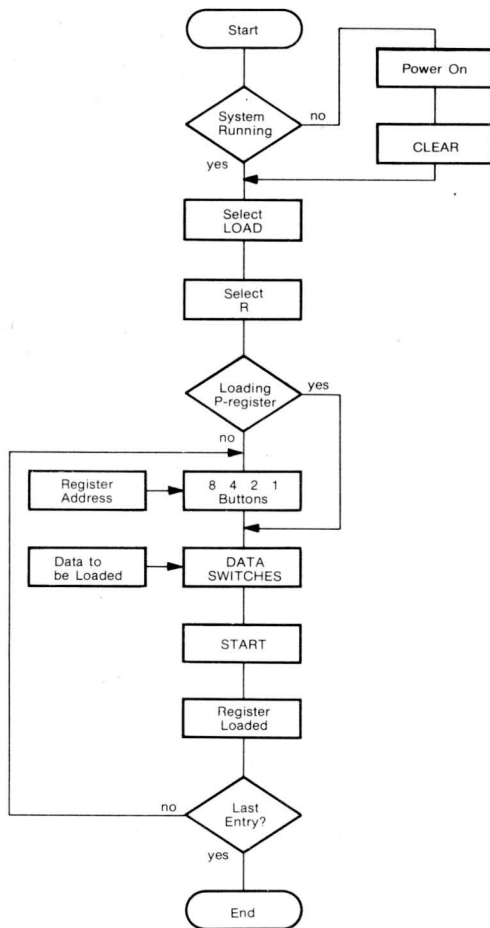 Start
System
Running
no
yes
Power On
CLEAR
Select
LOAD
Select
R
Loading
P-register
yes
no
Register
Address
8 4 2 1
Buttons
Data to
be Loaded
DATA
SWITCHES
START
Register
Loaded
no
Last
Entry?
yes
End